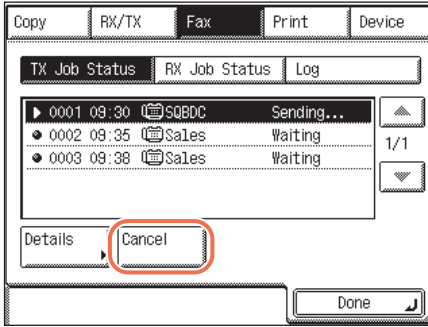 Copy RX/TX Fax Print Device
TX Job Status RX Job Status Log
0001 09:30 SQBDC Sending...
0002 09:35 Sales Waiting
0003 09:38 Sales Waiting
1/1
Details Cancel
Done